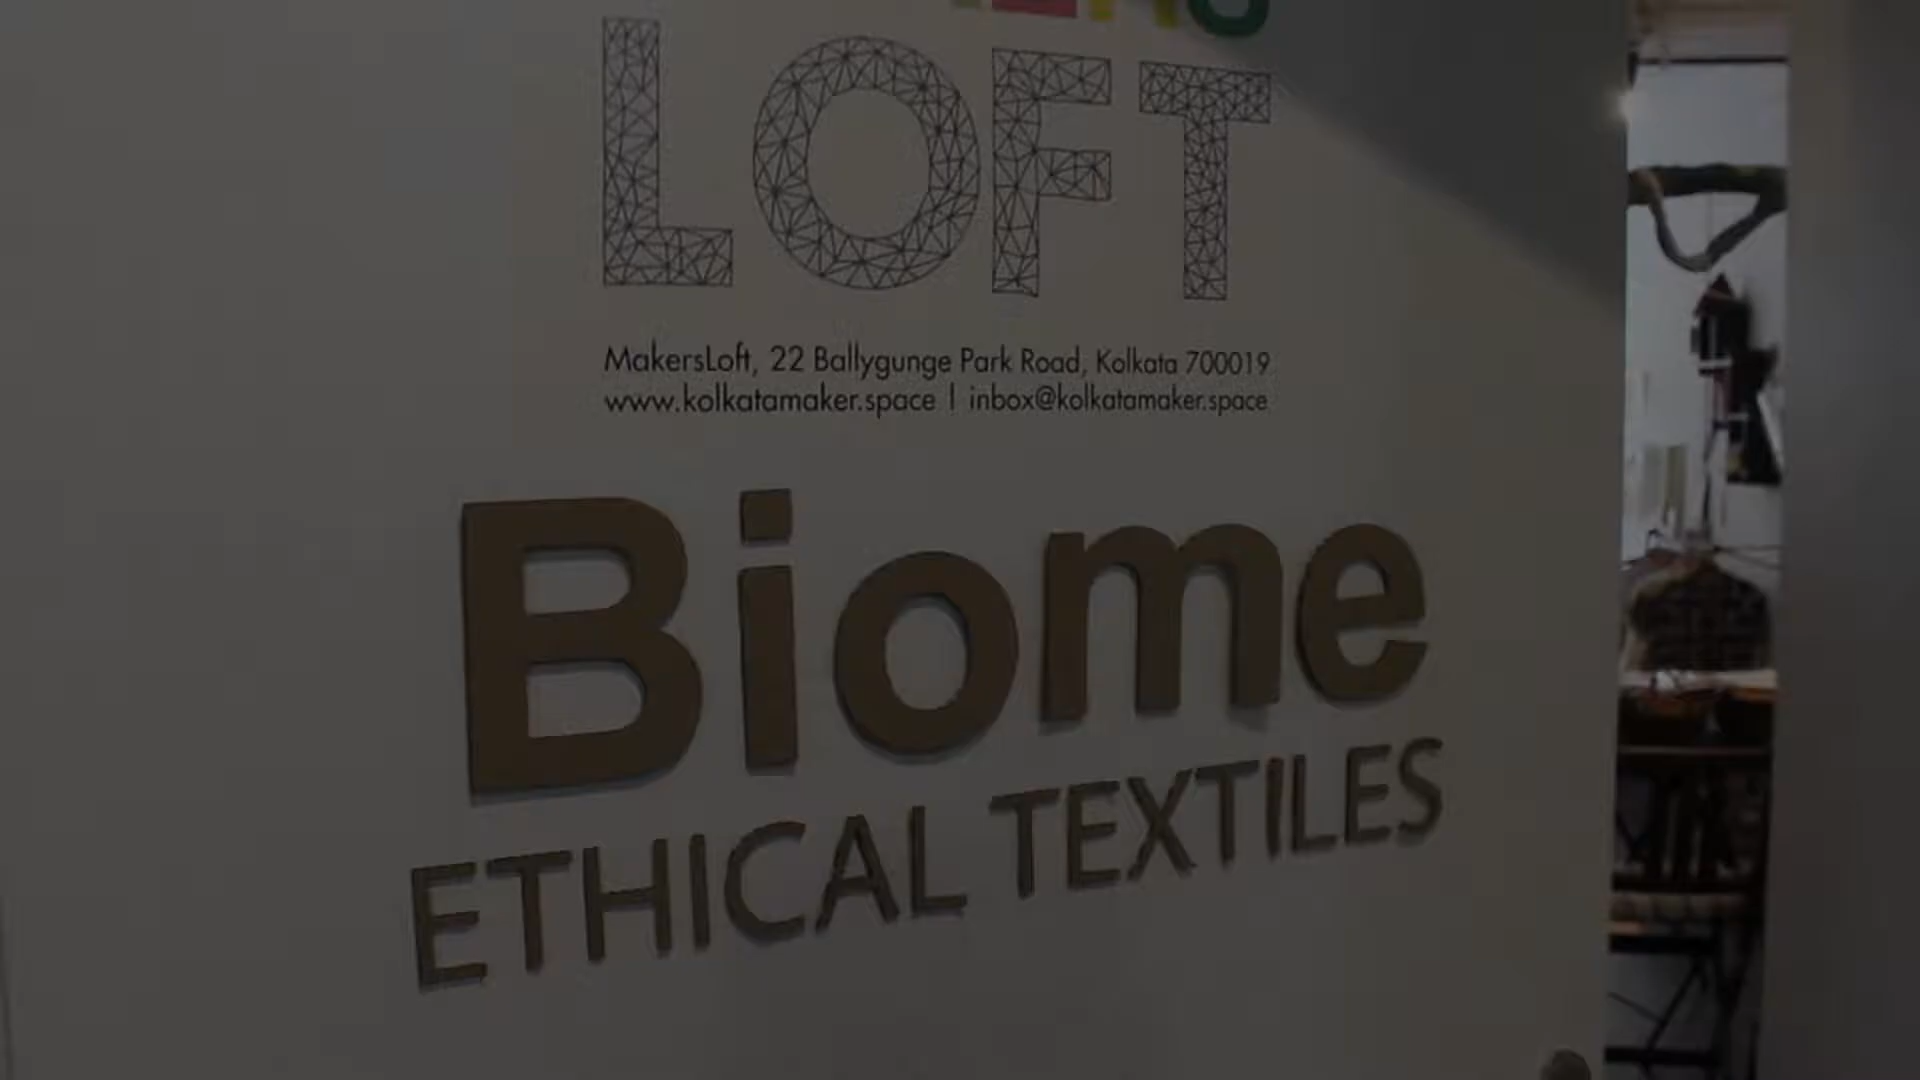 LOFT
MakersLoft, 22 Ballygunge Park Road, Kolkata 700019
www.kolkatamaker.space | inbox@kolkatamaker.space
Biome
ETHICAL TEXTILES